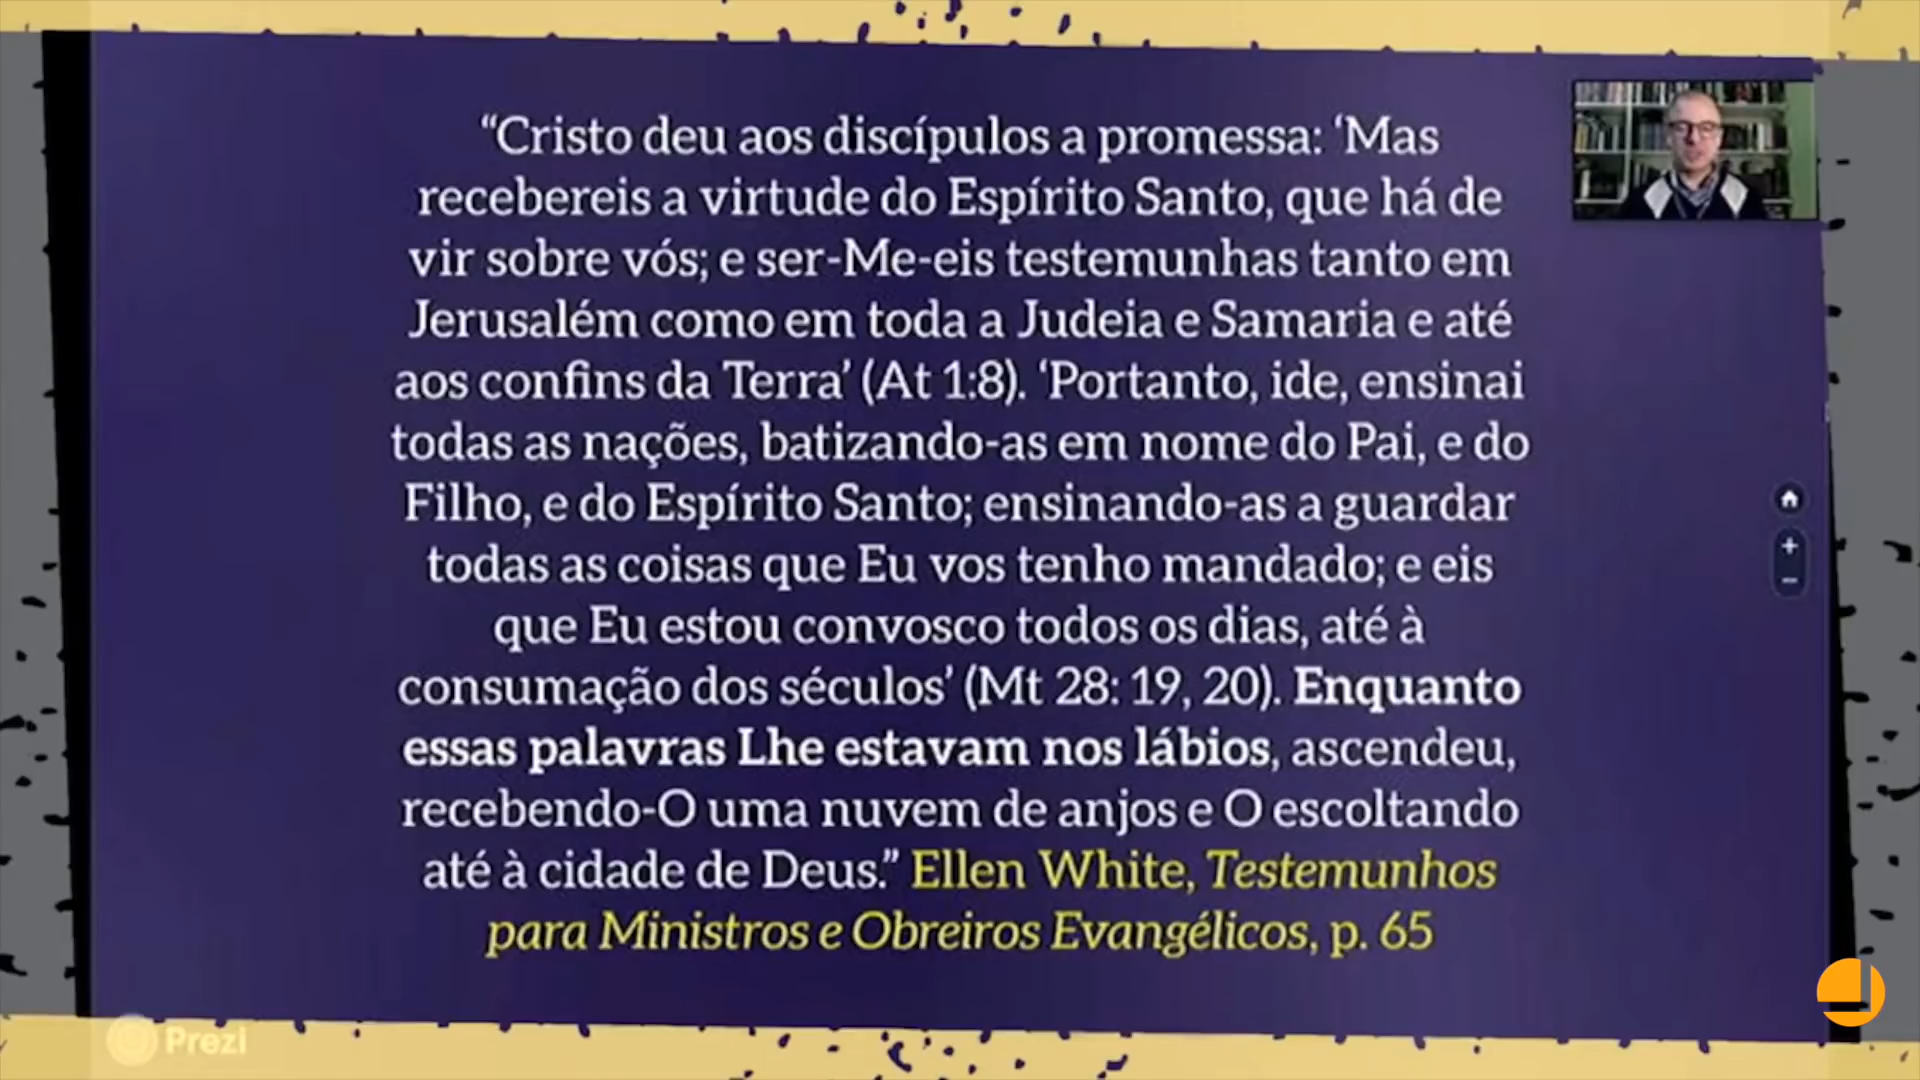 “Cristo deu aos discípulos a promessa: ‘Mas
recebereis a virtude do Espírito Santo, que há de
vir sobre vós; e ser-Me-eis testemunhas tanto em
Jerusalém como em toda a Judeia e Samaria e até
aos confins da Terra’ (At 1:8). ‘Portanto, ide, ensinai
todas as nações, batizando-as em nome do Pai, e do
Filho, e do Espírito Santo; ensinando-as a guardar
todas as coisas que Eu vos tenho mandado; e eis
que Eu estou convosco todos os dias, até à
consumação dos séculos’ (Mt 28: 19, 20). Enquanto
essas palavras Lhe estavam nos lábios, ascendeu,
recebendo-O uma nuvem de anjos e O escoltando
até à cidade de Deus.” Ellen White, Testemunhos
para Ministros e Obreiros Evangélicos, p. 65
Prezi